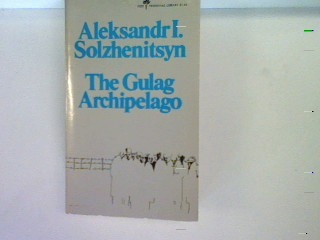 Aleksandr I.
Solzhenitsyn
The Gulag
Archipelago